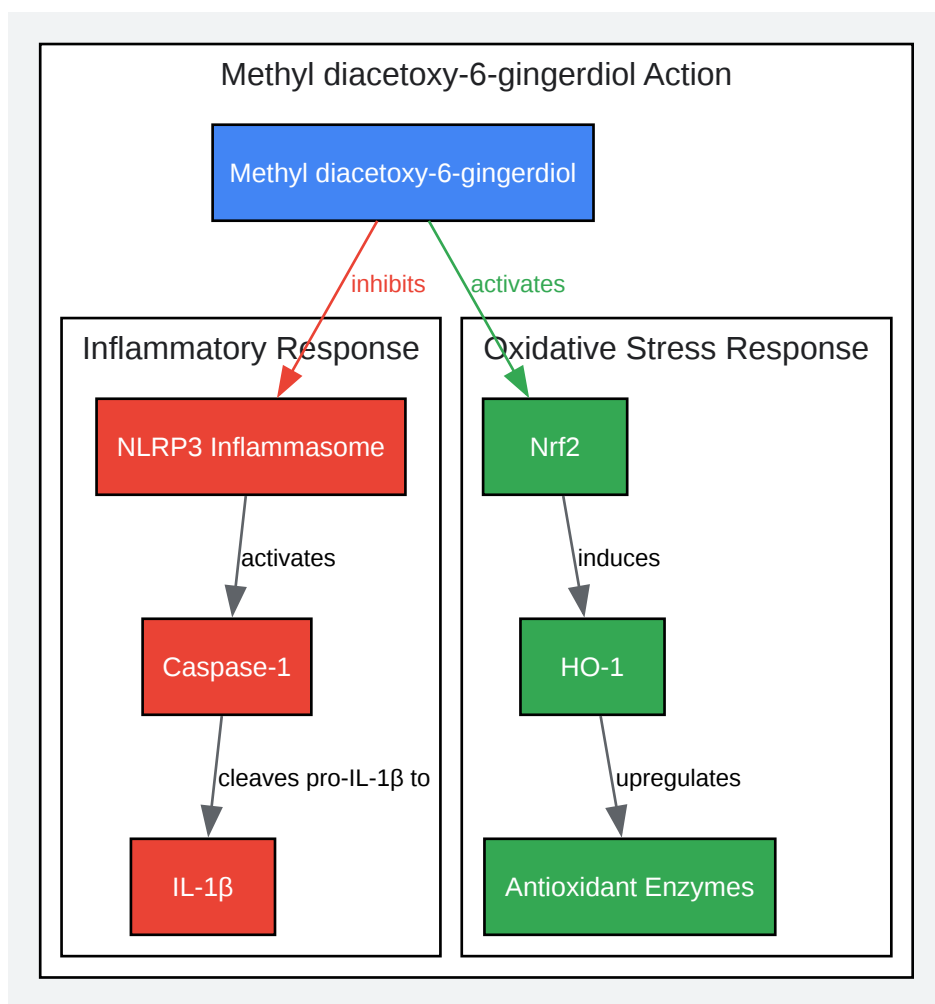 Methyl diacetoxy-6-gingerdiol Action
Methyl diacetoxy-6-gingerdiol
inhibits
activates
Inflammatory Response
NLRP3 Inflammasome
activates
Caspase-1
cleaves pro-IL-1β to
IL-1β
Oxidative Stress Response
Nrf2
induces
HO-1
upregulates
Antioxidant Enzymes